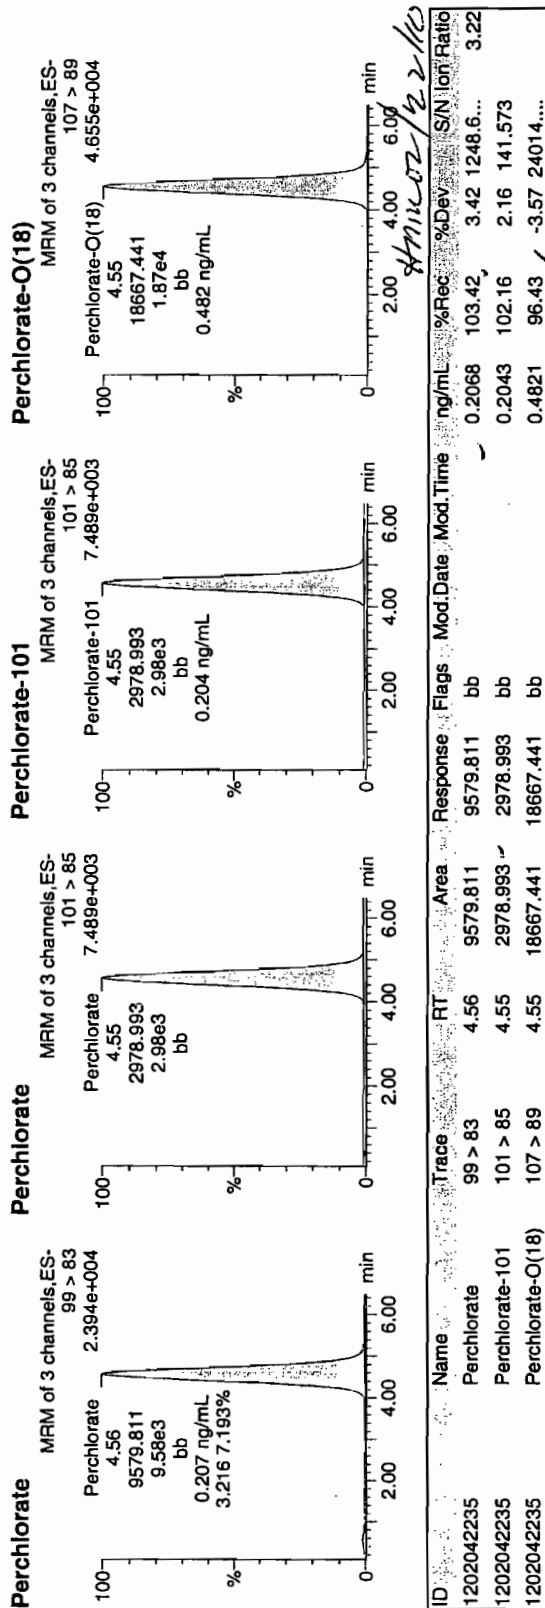 Perchlorate
MRM of 3 channels,ES-
99 > 83
2.394e+004
Perchlorate
4.56
9579.811
9.58e3
bb
0.207 ng/mL
3.216 7.193%
100
%
0
2.00 4.00 6.00 min
Perchlorate
MRM of 3 channels,ES-
101 > 85
7.489e+003
Perchlorate
4.55
2978.993
2.98e3
bb
100
%
0
2.00 4.00 6.00 min
Perchlorate-101
MRM of 3 channels,ES-
101 > 85
7.489e+003
Perchlorate-101
4.55
2978.993
2.98e3
bb
0.204 ng/mL
100
%
0
2.00 4.00 6.00 min
Perchlorate-O(18)
MRM of 3 channels,ES-
107 > 89
4.655e+004
Perchlorate-O(18)
4.55
18667.441
1.87e4
bb
0.482 ng/mL
100
%
0
2.00 4.00 6.00 min
ID Name Trace RT Area Response Flags Mod.Date Mod.Time ng/mL %Rec %Dev S/N Ion Ratio
1202042235 Perchlorate 99 > 83 4.56 9579.811 9579.811 bb 0.2068 103.42 3.42 1248.6... 3.22
1202042235 Perchlorate-101 101 > 85 4.55 2978.993 2978.993 bb 0.2043 102.16 2.16 141.573
1202042235 Perchlorate-O(18) 107 > 89 4.55 18667.441 18667.441 bb 0.4821 96.43 -3.57 24014....